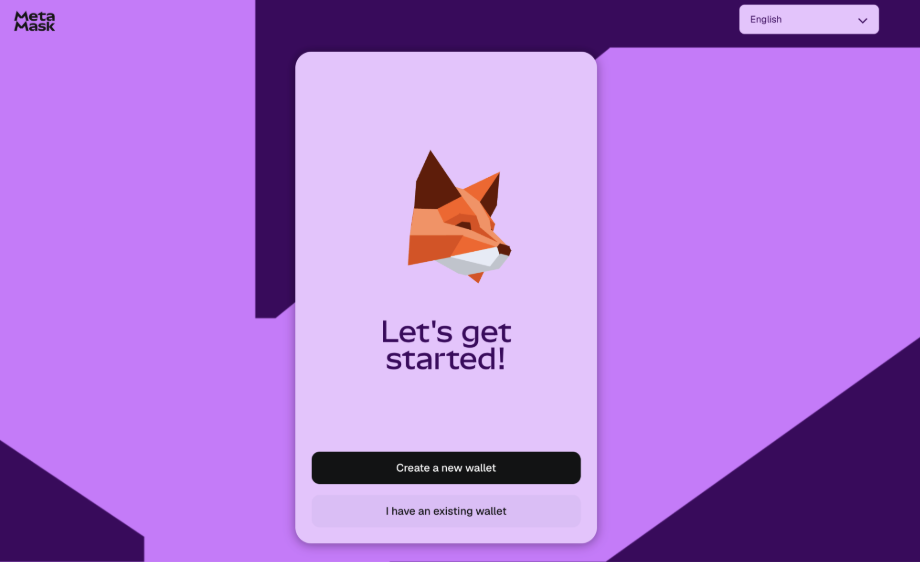 Meta
Mask
English
Let's get
started!
Create a new wallet
I have an existing wallet